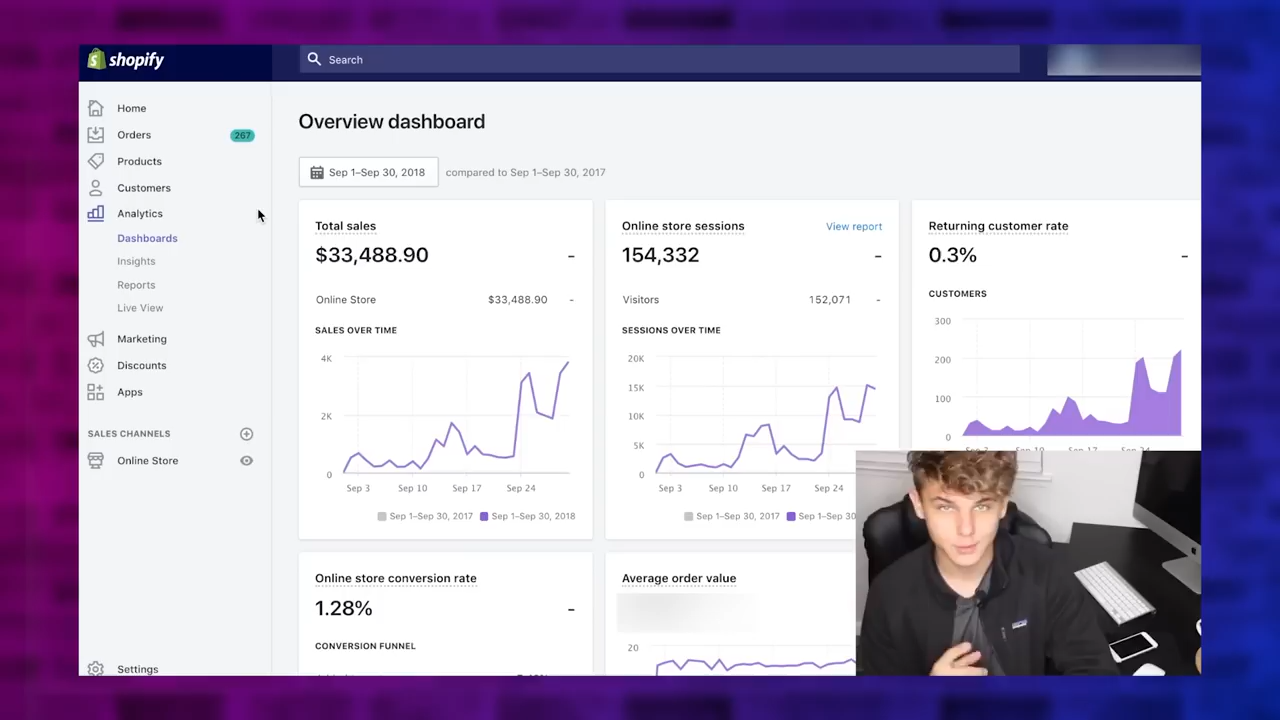 shopify
Search
Home
Orders 267
Products
Customers
Analytics
Dashboards
Insights
Reports
Live View
Marketing
Discounts
Apps
SALES CHANNELS
Online Store
Settings
Overview dashboard
Sep 1–Sep 30, 2018 compared to Sep 1–Sep 30, 2017
Total sales
$33,488.90 -
Online Store $33,488.90 -
SALES OVER TIME
4K
2K
0
Sep 3 Sep 10 Sep 17 Sep 24
Sep 1–Sep 30, 2017 Sep 1–Sep 30, 2018
Online store sessions View report
154,332 -
Visitors 152,071 -
SESSIONS OVER TIME
20K
15K
10K
5K
0
Sep 3 Sep 10 Sep 17 Sep 24
Sep 1–Sep 30, 2017 Sep 1–Sep 30
Returning customer rate
0.3% -
CUSTOMERS
300
200
100
0
Online store conversion rate
1.28% -
CONVERSION FUNNEL
Average order value
20